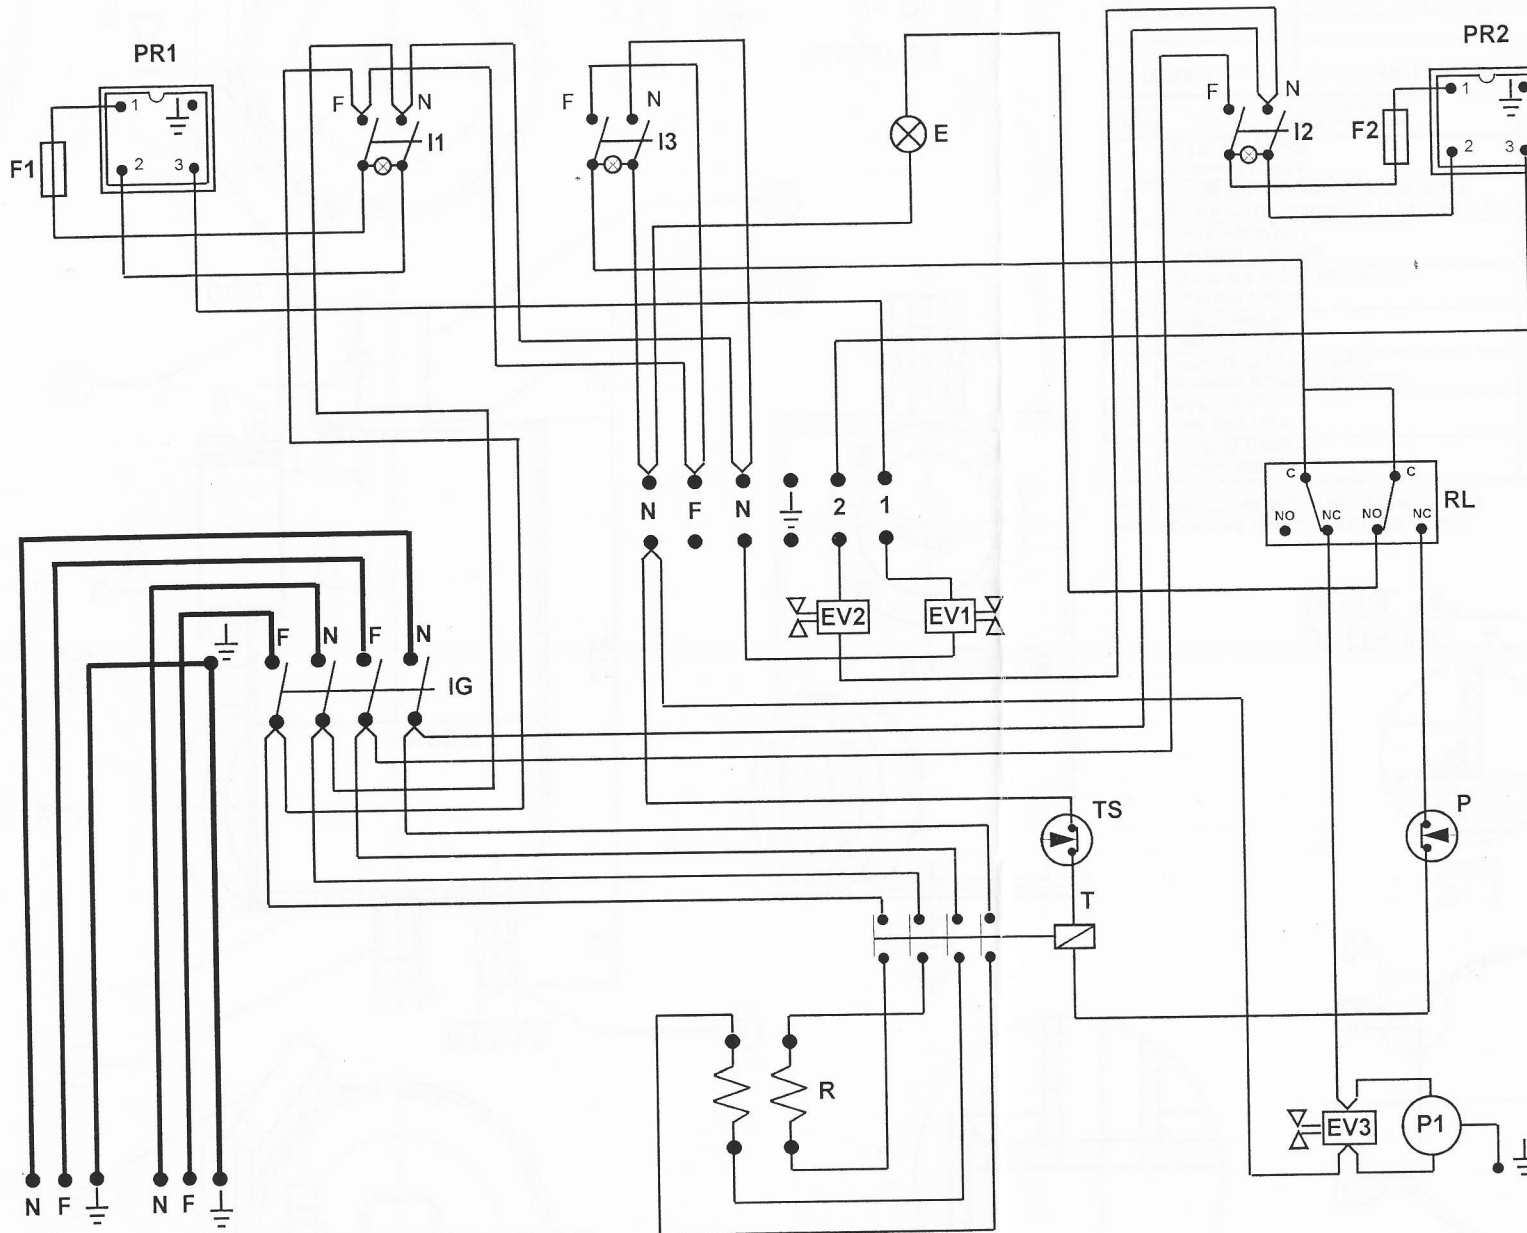 PR1
PR2
F N
F N
F N
1
2 3
F1
I1
I3
E
I2
F2
1
2 3
N F N 2 1
C C
RL
NO NC NO NC
EV2 EV1
F N F N
IG
TS
P
T
R
EV3 P1
N F N F